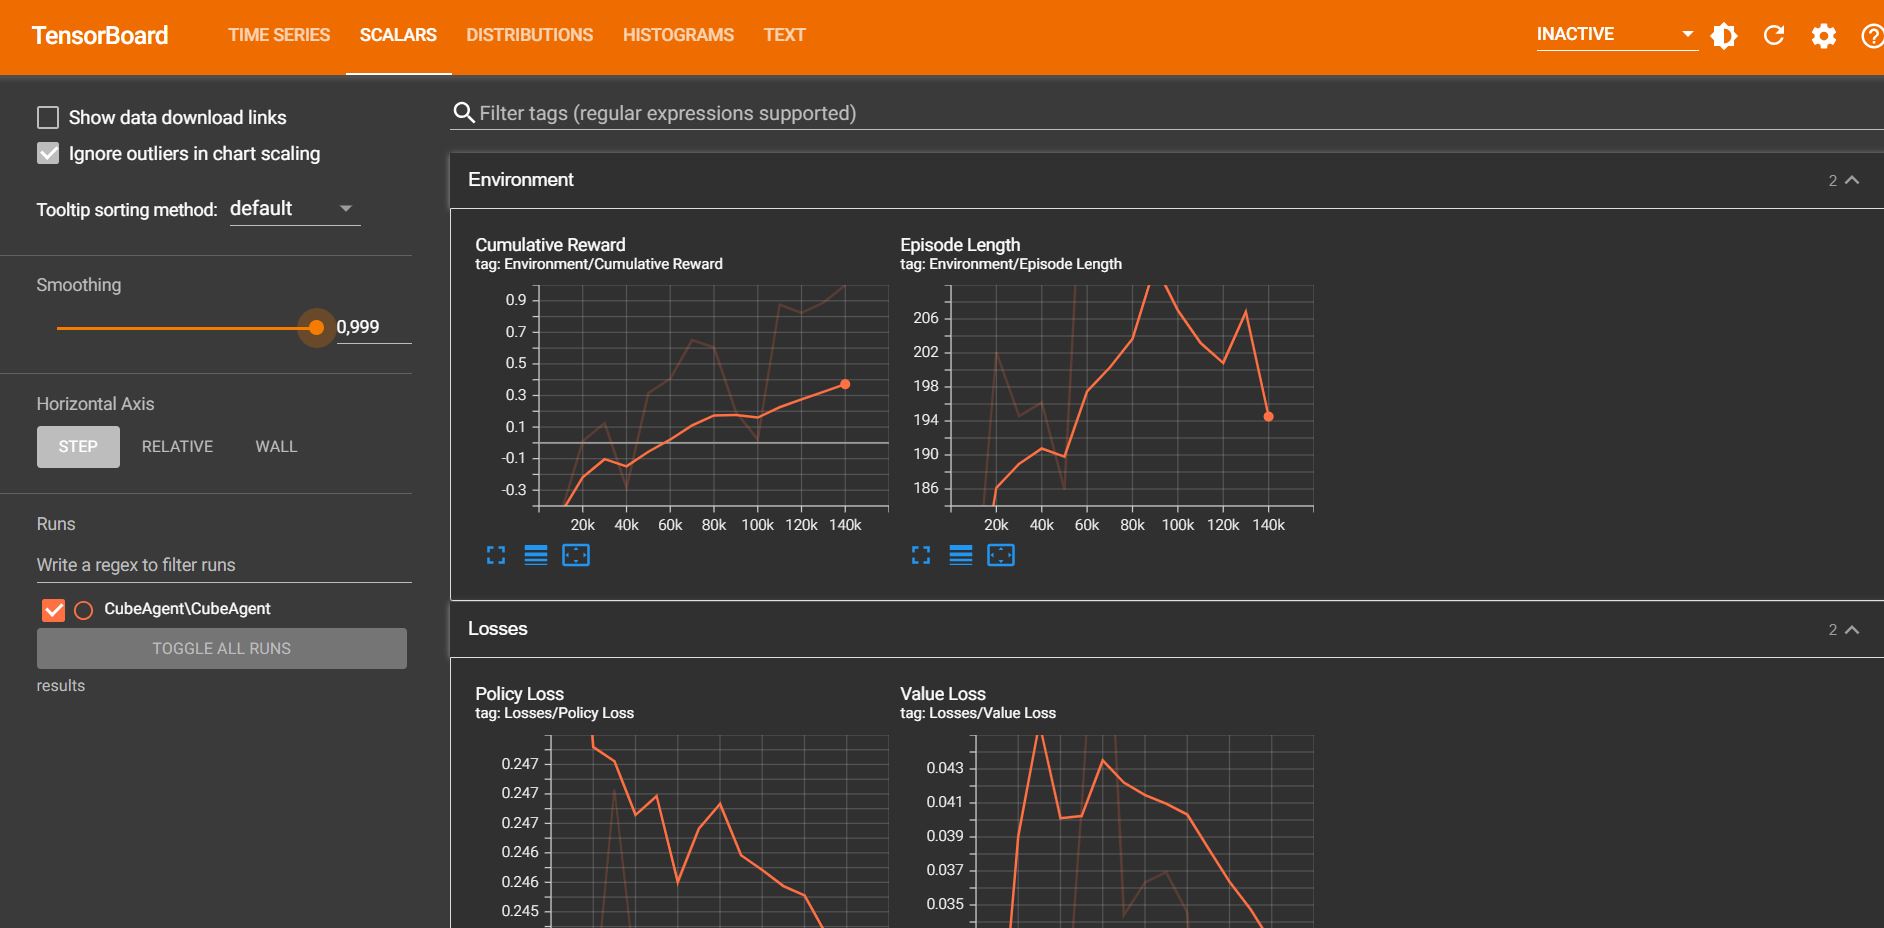 TensorBoard
TIME SERIES SCALARS DISTRIBUTIONS HISTOGRAMS TEXT
INACTIVE
Show data download links
Ignore outliers in chart scaling
Tooltip sorting method: default
Smoothing
0,999
Horizontal Axis
STEP RELATIVE WALL
Runs
Write a regex to filter runs
CubeAgent\CubeAgent
TOGGLE ALL RUNS
results
Filter tags (regular expressions supported)
Environment
2
Cumulative Reward
tag: Environment/Cumulative Reward
0.9
0.7
0.5
0.3
0.1
-0.1
-0.3
20k 40k 60k 80k 100k 120k 140k
Episode Length
tag: Environment/Episode Length
206
202
198
194
190
186
20k 40k 60k 80k 100k 120k 140k
Losses
2
Policy Loss
tag: Losses/Policy Loss
0.247
0.247
0.247
0.246
0.246
0.245
Value Loss
tag: Losses/Value Loss
0.043
0.041
0.039
0.037
0.035